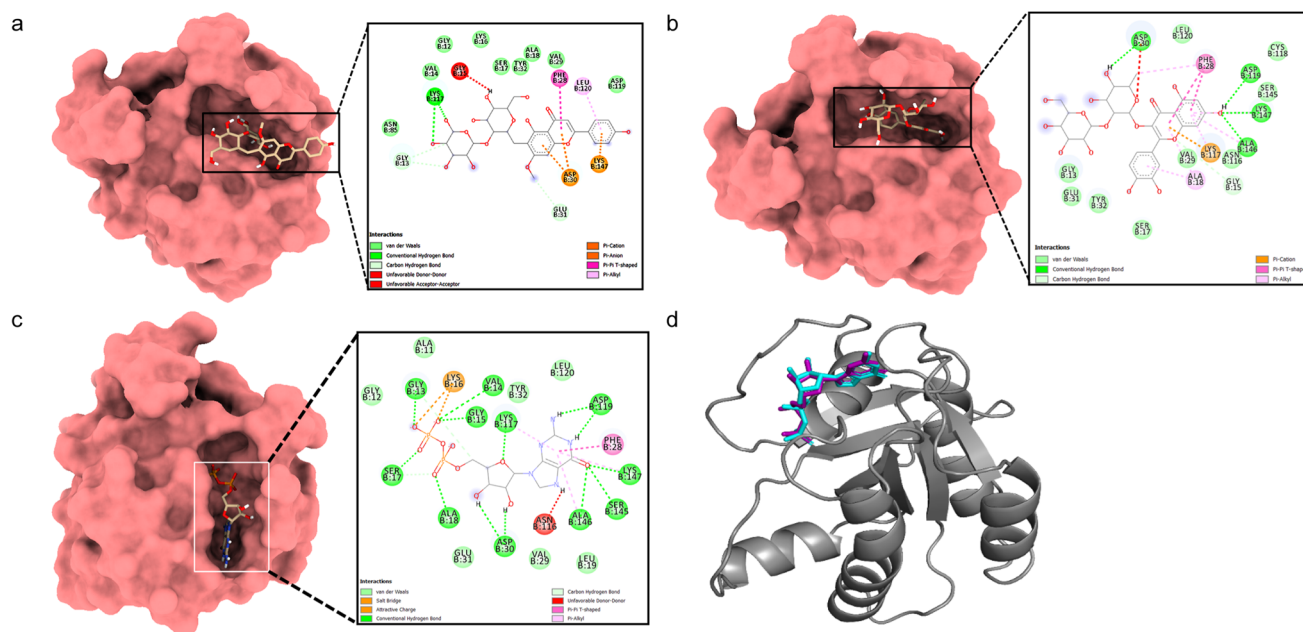 a
GLY
B:12
LYS
B:16
ALA
B:18
VAL
B:29
SER
B:17
TYR
B:32
VAL
B:14
PHE
B:28
LEU
B:120
ASP
B:119
LYS
B:117
ASN
B:85
GLY
B:13
ASP
B:30
LYS
B:147
GLU
B:31
Interactions
van der Waals
Conventional Hydrogen Bond
Carbon Hydrogen Bond
Unfavorable Donor-Donor
Unfavorable Acceptor-Acceptor
Pi-Cation
Pi-Anion
Pi-Pi T-shaped
Pi-Alkyl
b
ASP
B:30
LEU
B:120
CYS
B:118
PHE
B:28
ASP
B:119
SER
B:145
LYS
B:147
ALA
B:146
LYS
B:117
ASN
B:116
VAL
B:29
GLY
B:15
ALA
B:18
GLY
B:13
GLU
B:31
TYR
B:32
SER
B:17
H
H
Interactions
van der Waals
Conventional Hydrogen Bond
Carbon Hydrogen Bond
Pi-Cation
Pi-Pi T-shap
Pi-Alkyl
c
ALA
B:11
GLY
B:12
GLY
B:13
LYS
B:16
VAL
B:14
TYR
B:32
LEU
B:120
GLY
B:15
LYS
B:117
ASP
B:119
PHE
B:28
SER
B:17
LYS
B:147
SER
B:145
ALA
B:18
ASN
B:116
ALA
B:146
GLU
B:31
ASP
B:30
VAL
B:29
LEU
B:19
Interactions
van der Waals
Salt Bridge
Attractive Charge
Conventional Hydrogen Bond
Carbon Hydrogen Bond
Unfavorable Donor-Donor
Pi-Pi T-shaped
Pi-Alkyl
d